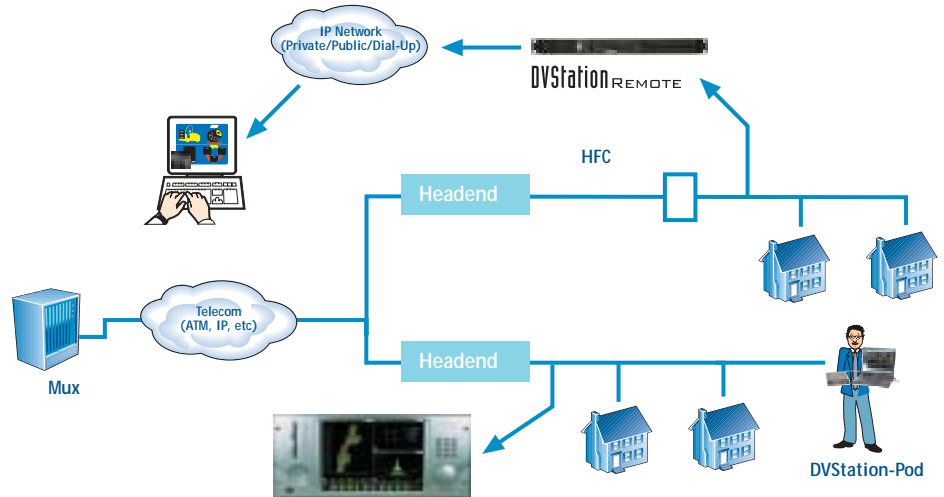 IP Network
(Private/Public/Dial-Up)
DVStation REMOTE
HFC
Headend
Telecom
(ATM, IP, etc)
Mux
Headend
DVStation-Pod